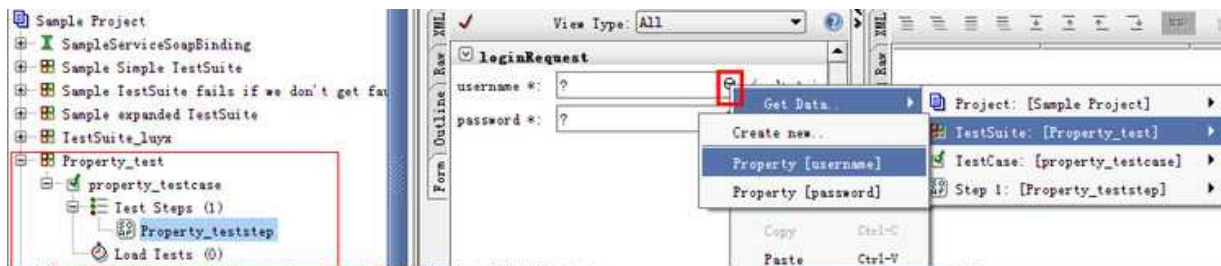 Sample Project
SampleServiceSoapBinding
Sample Simple TestSuite
Sample TestSuite fails if we don't get fau
Sample expanded TestSuite
TestSuite_luyx
Property_test
property_testcase
Test Steps (1)
Property_teststep
Load Tests (0)
XML
Raw
Outline
Form
View Type: All
loginRequest
username *: ?
password *: ?
XML
Raw
Get Data..
Create new..
Property [username]
Property [password]
Copy Ctrl-C
Paste Ctrl-V
Project: [Sample Project]
TestSuite: [Property_test]
TestCase: [property_testcase]
Step 1: [Property_teststep]